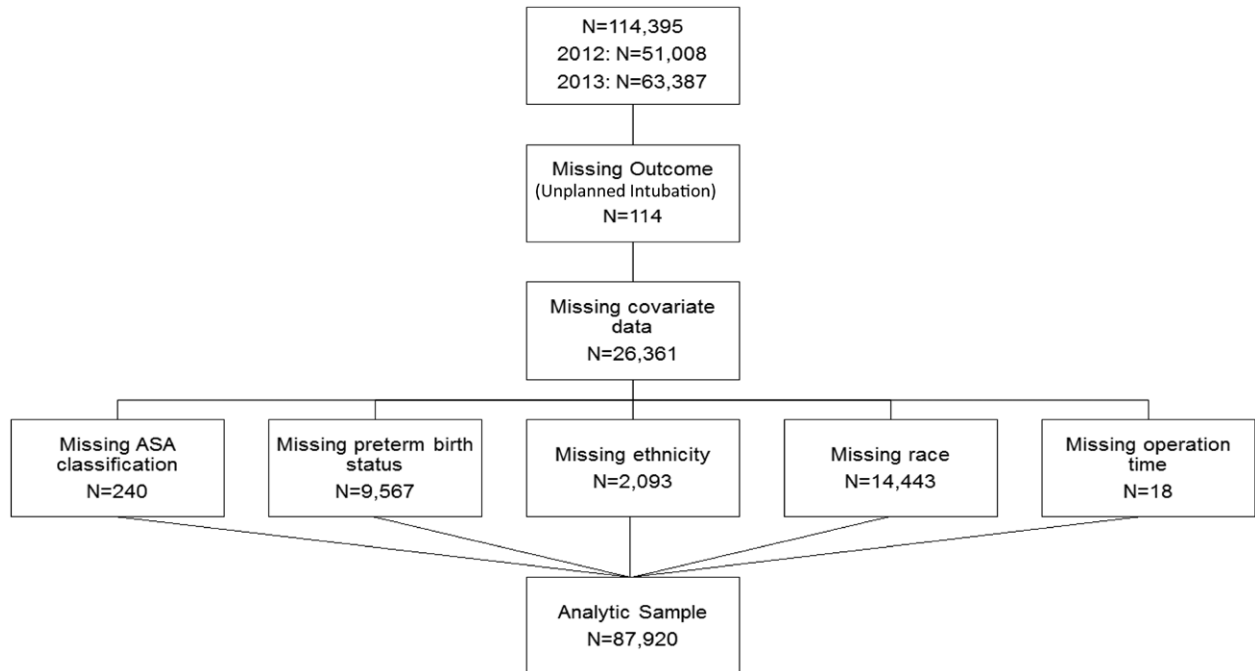 N=114,395
2012: N=51,008
2013: N=63,387
Missing Outcome
(Unplanned Intubation)
N=114
Missing covariate
data
N=26,361
Missing ASA
classification
N=240
Missing preterm birth
status
N=9,567
Missing ethnicity
N=2,093
Missing race
N=14,443
Missing operation
time
N=18
Analytic Sample
N=87,920